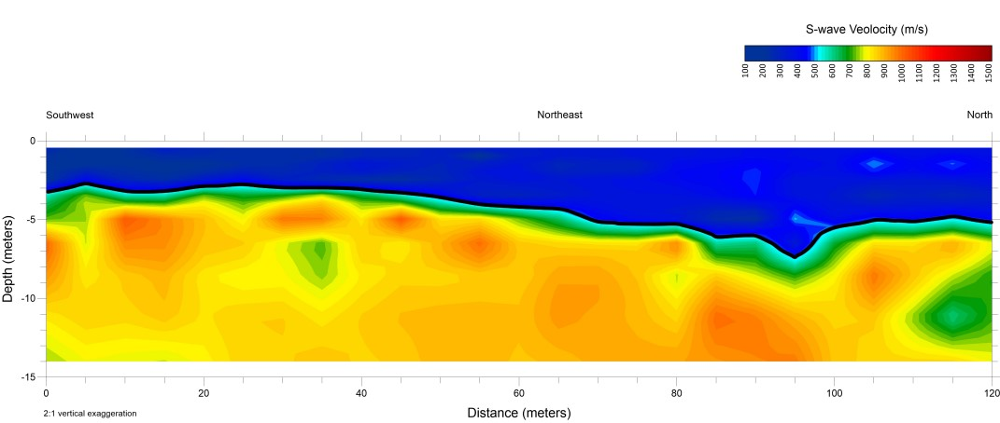 S-wave Veolocity (m/s)
100 200 300 400 500 600 700 800 900 1000 1100 1200 1300 1400 1500
Southwest Northeast North
0
-5
-10
-15
Depth (meters)
0 20 40 60 80 100 120
2:1 vertical exaggeration
Distance (meters)